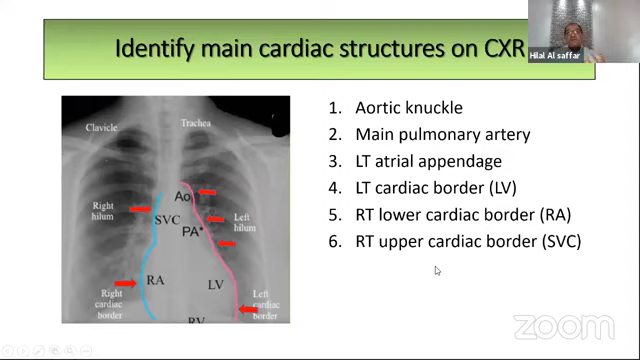 Identify main cardiac structures on CXR
Hilal Al saffar
Clavicle
Trachea
Ao
Right
hilum
SVC
Left
hilum
PA*
RA
LV
Right
cardiac
border
Left
cardiac
border
RV
1. Aortic knuckle
2. Main pulmonary artery
3. LT atrial appendage
4. LT cardiac border (LV)
5. RT lower cardiac border (RA)
6. RT upper cardiac border (SVC)
zoom